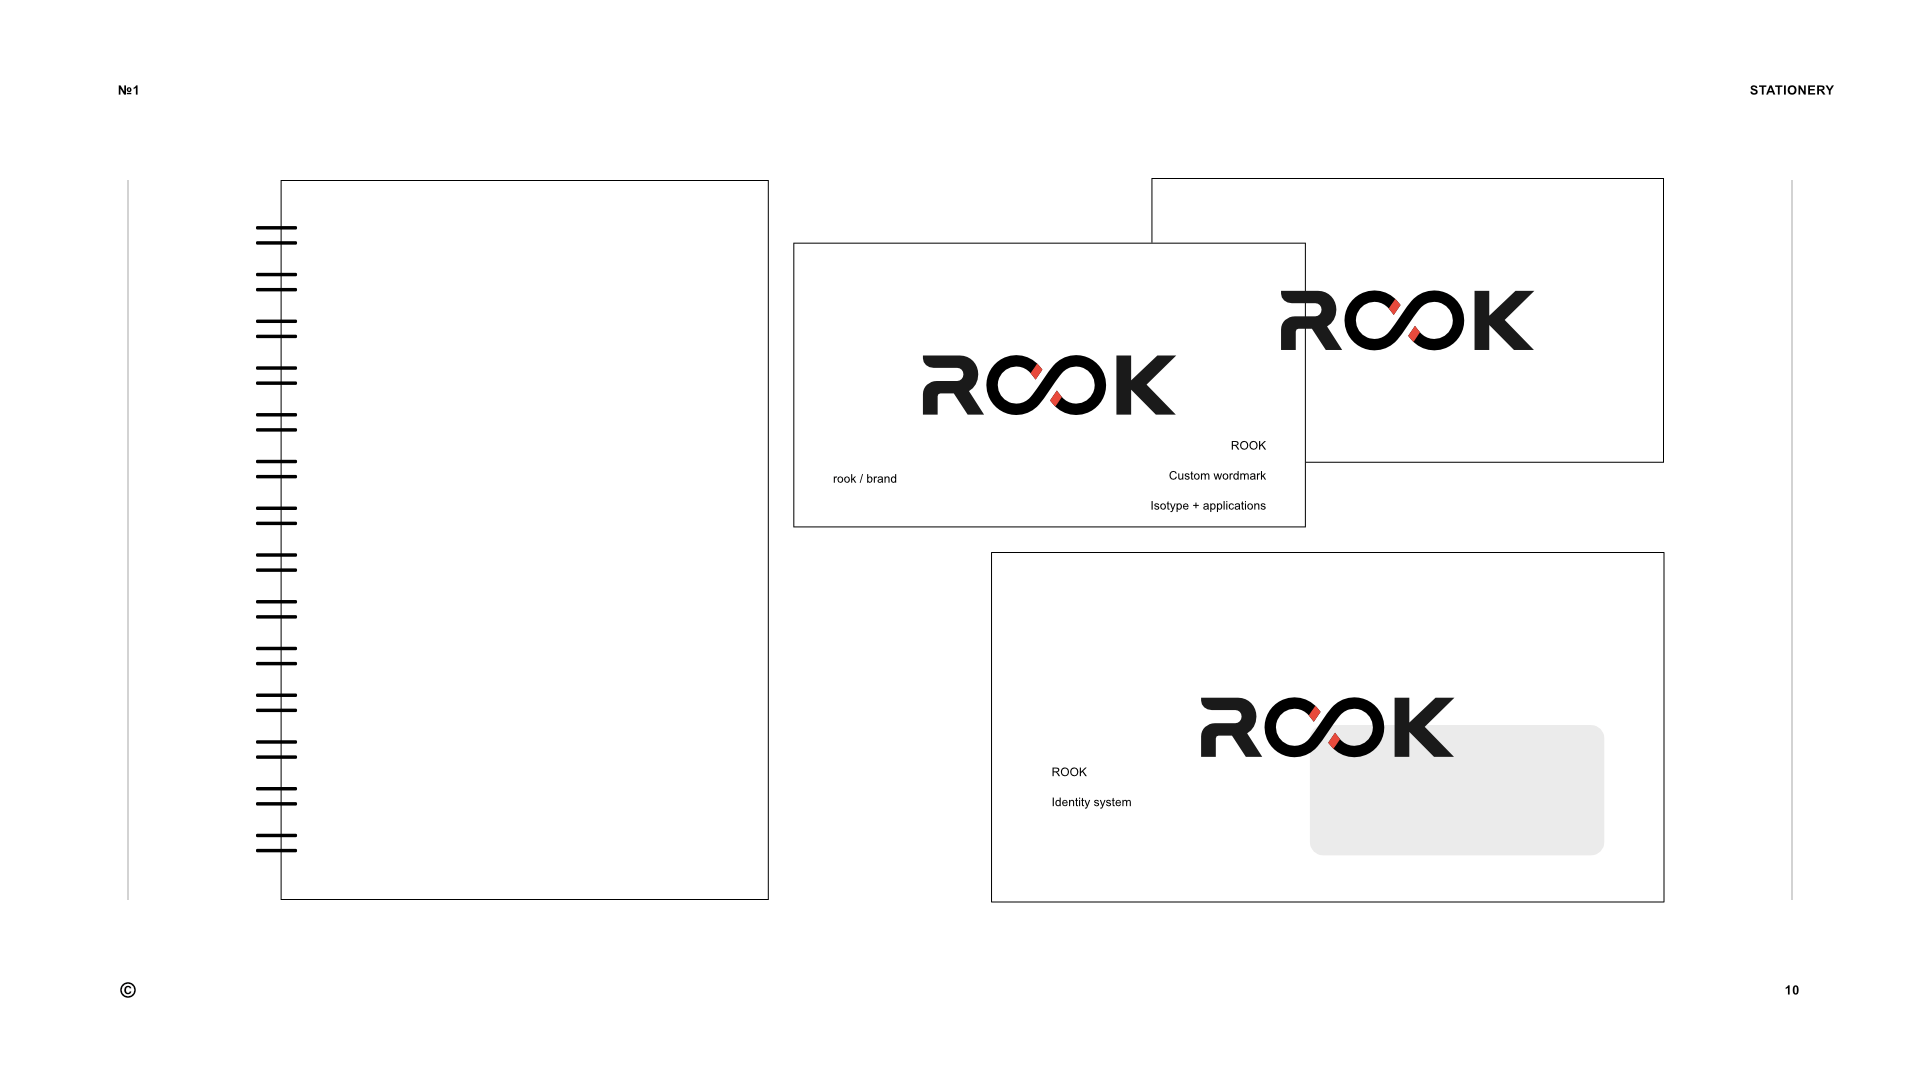 №1
STATIONERY
ROOK
ROOK
ROOK
Custom wordmark
Isotype + applications
rook / brand
ROOK
ROOK
Identity system
©
10